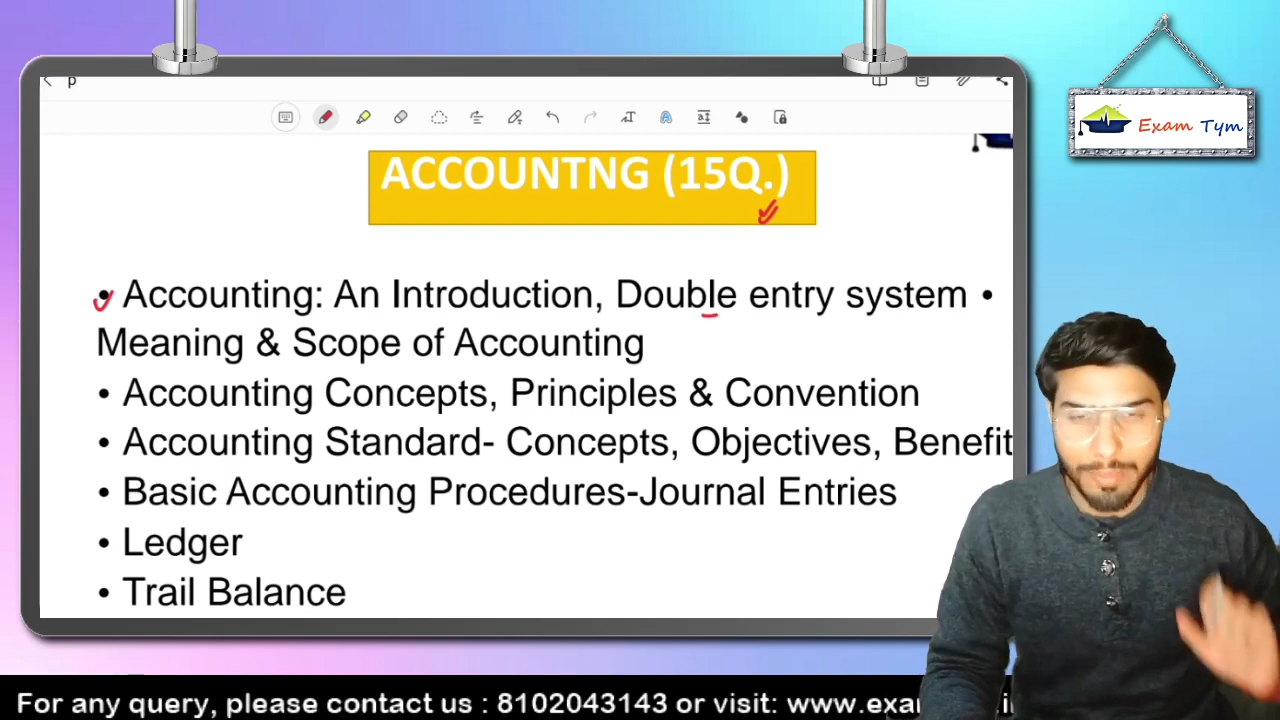 p
Exam Tym
ACCOUNTNG (15Q.)
• Accounting: An Introduction, Double entry system •
Meaning & Scope of Accounting
• Accounting Concepts, Principles & Convention
• Accounting Standard- Concepts, Objectives, Benefit
• Basic Accounting Procedures-Journal Entries
• Ledger
• Trail Balance
For any query, please contact us : 8102043143 or visit: www.exa